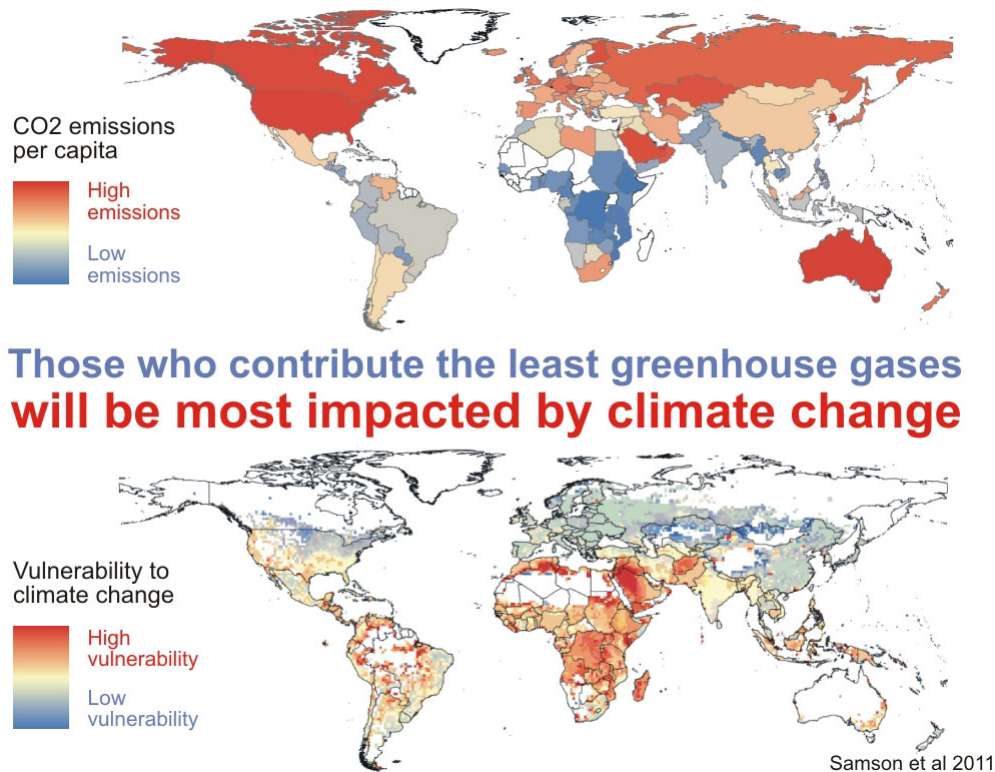 CO2 emissions
per capita
High
emissions
Low
emissions
Those who contribute the least greenhouse gases
will be most impacted by climate change
Vulnerability to
climate change
High
vulnerability
Low
vulnerability
Samson et al 2011